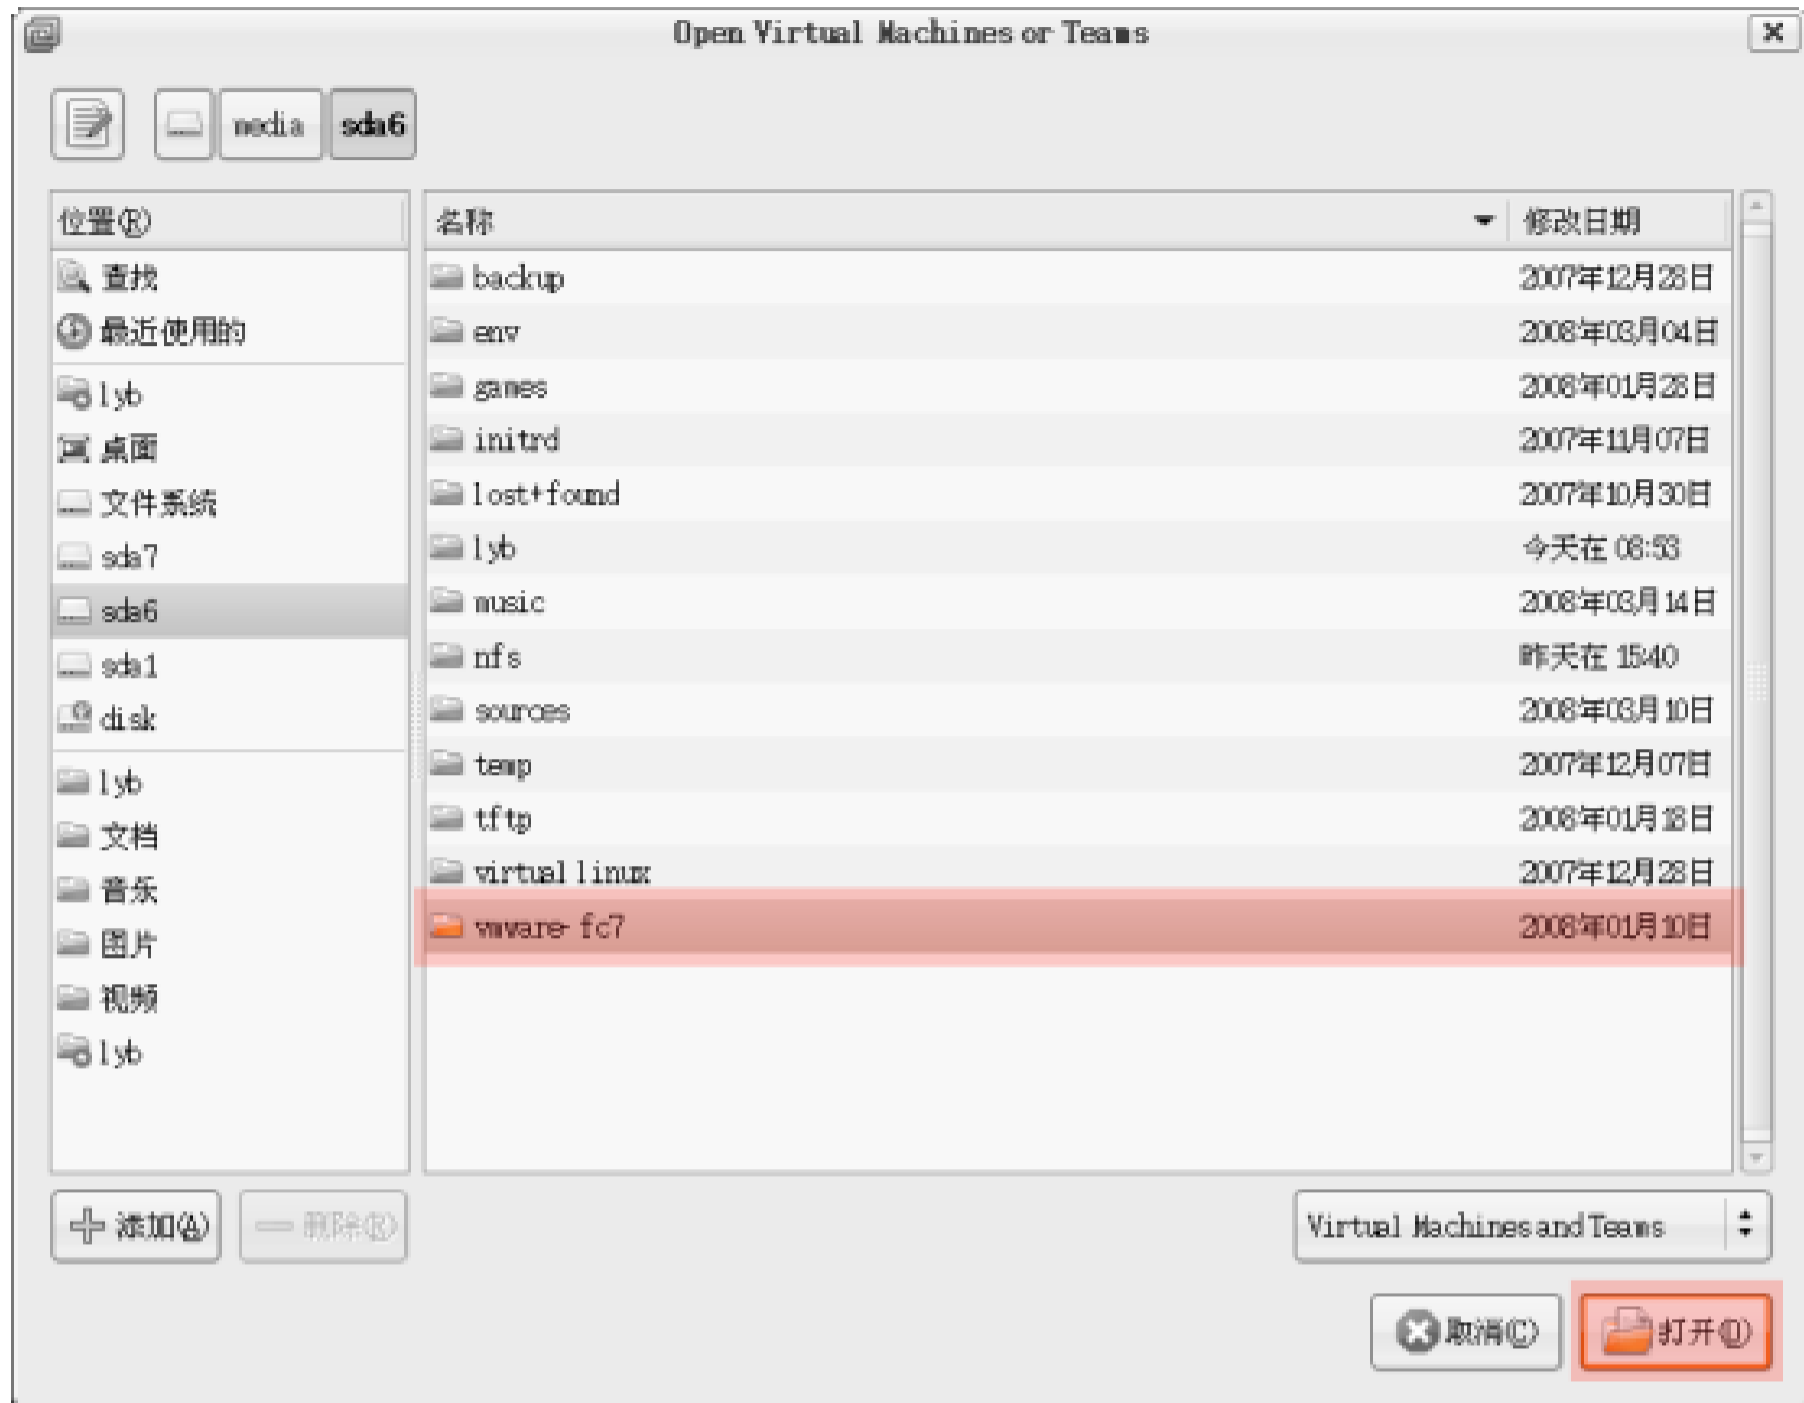 Open Virtual Machines or Teams
media sda6
位置(R)
查找
最近使用的
lyb
桌面
文件系统
sda7
sda6
sda1
disk
lyb
文档
音乐
图片
视频
lyb
名称 修改日期
backup 2007年12月28日
env 2008年03月04日
games 2008年01月28日
initrd 2007年11月07日
lost+found 2007年10月30日
lyb 今天在 08:53
music 2008年03月14日
nfs 昨天在 15:40
sources 2008年03月10日
temp 2007年12月07日
tftp 2008年01月18日
virtual linux 2007年12月28日
vmware-fc7 2008年01月10日
添加(A) 删除(R)
Virtual Machines and Teams
取消(C) 打开(O)